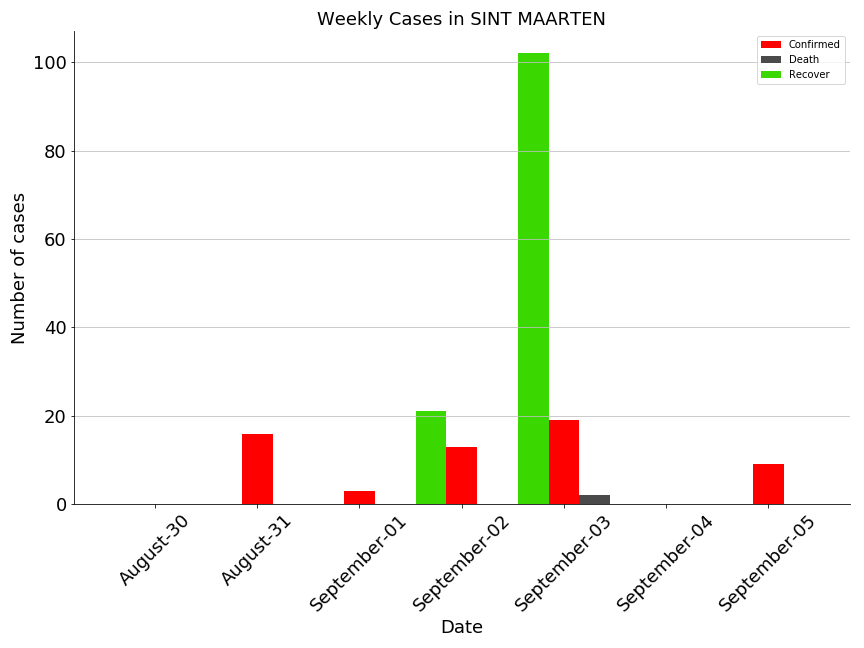 Weekly Cases in SINT MAARTEN
Confirmed
Death
Recover
Number of cases
100
80
60
40
20
0
August-30
August-31
September-01
September-02
September-03
September-04
September-05
Date